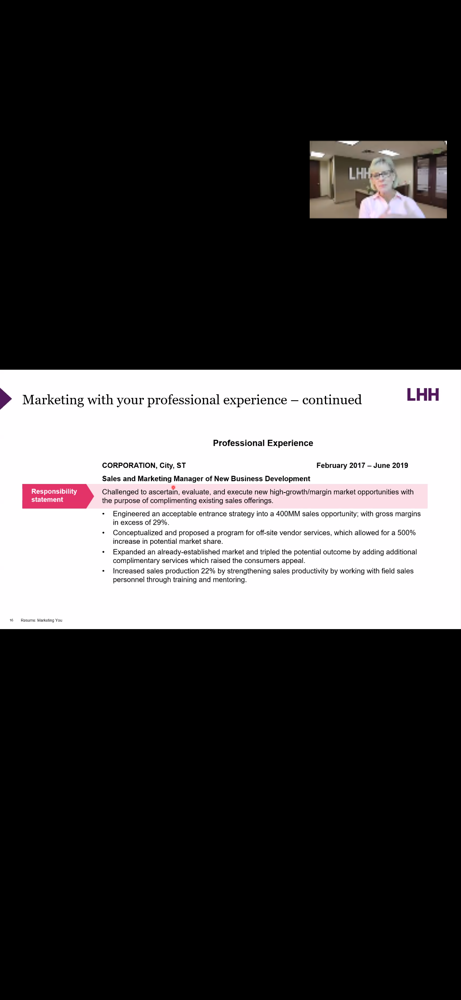 LHH
Marketing with your professional experience – continued
LHH
Professional Experience
CORPORATION, City, ST
February 2017 – June 2019
Sales and Marketing Manager of New Business Development
Responsibility
statement
Challenged to ascertain, evaluate, and execute new high-growth/margin market opportunities with
the purpose of complimenting existing sales offerings.
• Engineered an acceptable entrance strategy into a 400MM sales opportunity; with gross margins
in excess of 29%.
• Conceptualized and proposed a program for off-site vendor services, which allowed for a 500%
increase in potential market share.
• Expanded an already-established market and tripled the potential outcome by adding additional
complimentary services which raised the consumers appeal.
• Increased sales production 22% by strengthening sales productivity by working with field sales
personnel through training and mentoring.
16 Resume: Marketing You